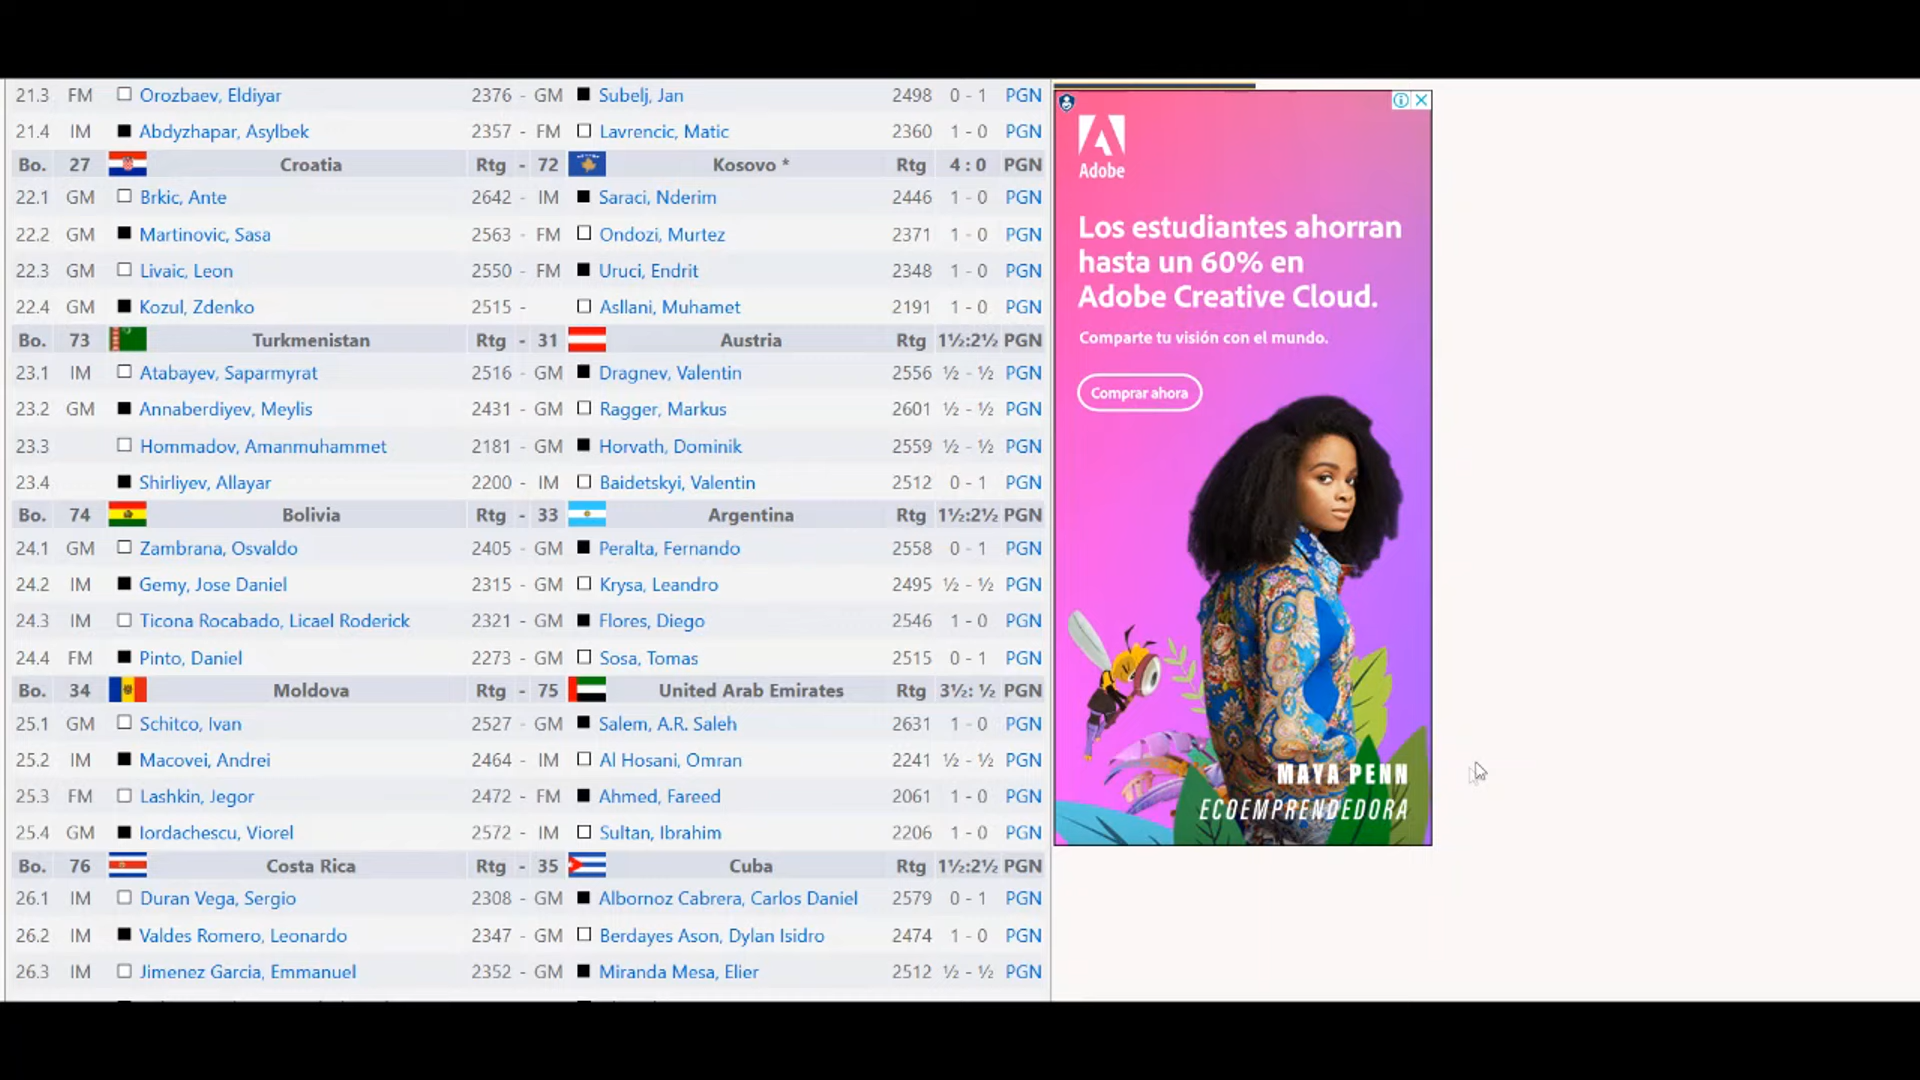 21.3 FM Orozbaev, Eldiyar 2376 - GM Subelj, Jan 2498 0 - 1 PGN
21.4 IM Abdyzhapar, Asylbek 2357 - FM Lavrencic, Matic 2360 1 - 0 PGN
Bo. 27 Croatia Rtg - 72 Kosovo * Rtg 4 : 0 PGN
22.1 GM Brkic, Ante 2642 - IM Saraci, Nderim 2446 1 - 0 PGN
22.2 GM Martinovic, Sasa 2563 - FM Ondozi, Murtez 2371 1 - 0 PGN
22.3 GM Livaic, Leon 2550 - FM Uruci, Endrit 2348 1 - 0 PGN
22.4 GM Kozul, Zdenko 2515 - Asllani, Muhamet 2191 1 - 0 PGN
Bo. 73 Turkmenistan Rtg - 31 Austria Rtg 1½:2½ PGN
23.1 IM Atabayev, Saparmyrat 2516 - GM Dragnev, Valentin 2556 ½ - ½ PGN
23.2 GM Annaberdiyev, Meylis 2431 - GM Ragger, Markus 2601 ½ - ½ PGN
23.3 Hommadov, Amanmuhammet 2181 - GM Horvath, Dominik 2559 ½ - ½ PGN
23.4 Shirliyev, Allayar 2200 - IM Baidetskyi, Valentin 2512 0 - 1 PGN
Bo. 74 Bolivia Rtg - 33 Argentina Rtg 1½:2½ PGN
24.1 GM Zambrana, Osvaldo 2405 - GM Peralta, Fernando 2558 0 - 1 PGN
24.2 IM Gemy, Jose Daniel 2315 - GM Krysa, Leandro 2495 ½ - ½ PGN
24.3 IM Ticona Rocabado, Licael Roderick 2321 - GM Flores, Diego 2546 1 - 0 PGN
24.4 FM Pinto, Daniel 2273 - GM Sosa, Tomas 2515 0 - 1 PGN
Bo. 34 Moldova Rtg - 75 United Arab Emirates Rtg 3½: ½ PGN
25.1 GM Schitco, Ivan 2527 - GM Salem, A.R. Saleh 2631 1 - 0 PGN
25.2 IM Macovei, Andrei 2464 - IM Al Hosani, Omran 2241 ½ - ½ PGN
25.3 FM Lashkin, Jegor 2472 - FM Ahmed, Fareed 2061 1 - 0 PGN
25.4 GM Iordachescu, Viorel 2572 - IM Sultan, Ibrahim 2206 1 - 0 PGN
Bo. 76 Costa Rica Rtg - 35 Cuba Rtg 1½:2½ PGN
26.1 IM Duran Vega, Sergio 2308 - GM Albornoz Cabrera, Carlos Daniel 2579 0 - 1 PGN
26.2 IM Valdes Romero, Leonardo 2347 - GM Berdayes Ason, Dylan Isidro 2474 1 - 0 PGN
26.3 IM Jimenez Garcia, Emmanuel 2352 - GM Miranda Mesa, Elier 2512 ½ - ½ PGN
Adobe
Los estudiantes ahorran
hasta un 60% en
Adobe Creative Cloud.
Comparte tu visión con el mundo.
Comprar ahora
MAYA PENN
ECOEMPRENDEDORA